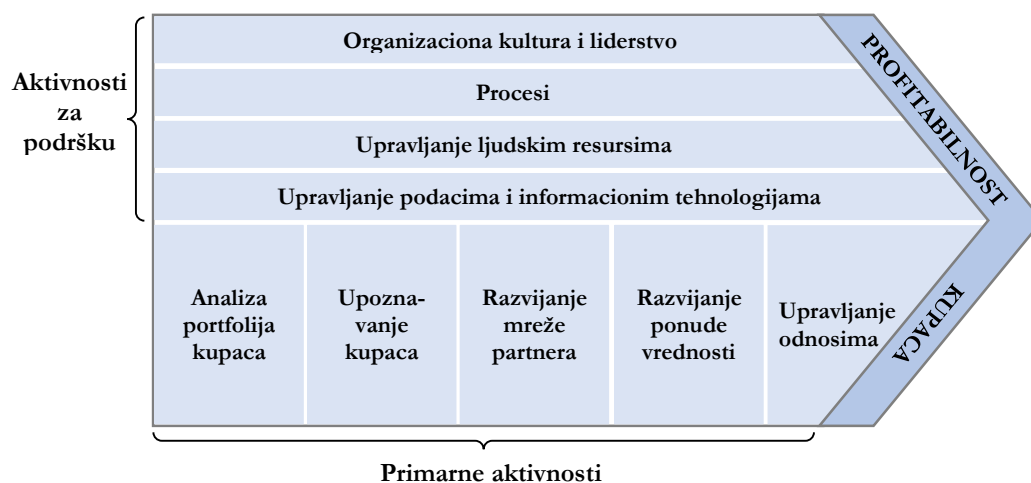 Aktivnosti
za
podršku
Organizaciona kultura i liderstvo
Procesi
Upravljanje ljudskim resursima
Upravljanje podacima i informacionim tehnologijama
Analiza
portfolija
kupaca
Upozna-
vanje
kupaca
Razvijanje
mreže
partnera
Razvijanje
ponude
vrednosti
Upravljanje
odnosima
PROFITABILNOST
KUPACA
Primarne aktivnosti